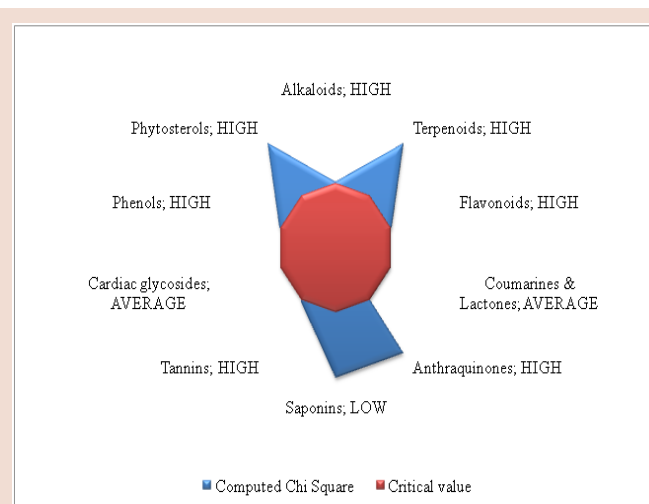 Alkaloids; HIGH
Phytosterols; HIGH
Terpenoids; HIGH
Phenols; HIGH
Flavonoids; HIGH
Cardiac glycosides;
AVERAGE
Coumarines &
Lactones; AVERAGE
Tannins; HIGH
Anthraquinones; HIGH
Saponins; LOW
Computed Chi Square
Critical value